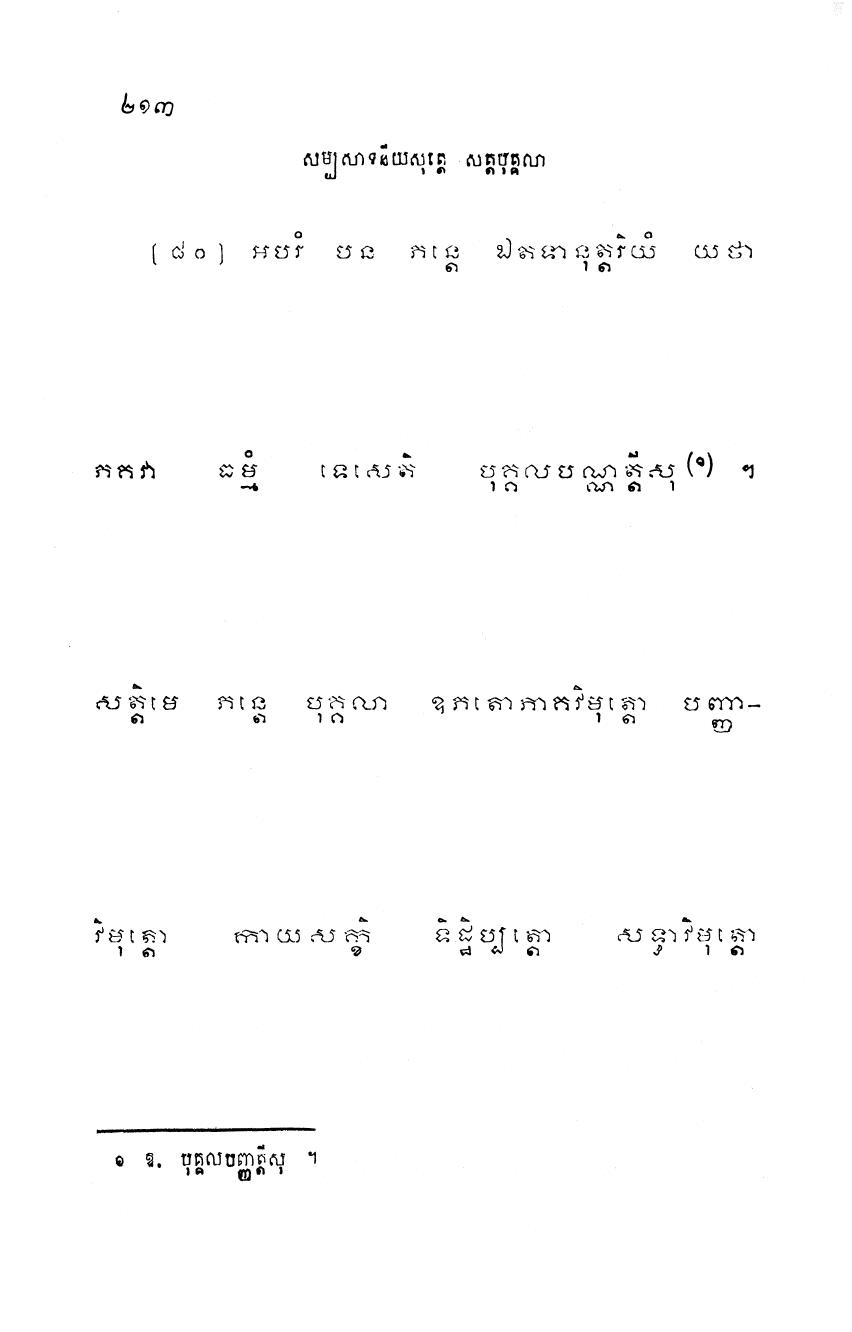 ២១៣
សម្បសាទនីយសុត្តេ សត្តបុគ្គលា
[៨០] អបរំ បន ភន្តេ ឯតទានុត្តរិយំ យថា
ភគវា ធម្មំ ទេសេតិ បុគ្គលបណ្ណត្តីសុ(១) ។
សត្តិមេ ភន្តេ បុគ្គលា ឧភតោភាគវិមុត្តោ បញ្ញា-
វិមុត្តោ កាយសក្ខិ ទិដ្ឋិប្បត្តោ សទ្ធាវិមុត្តោ
១ ឱ. បុគ្គលបញ្ញត្តីសុ ។